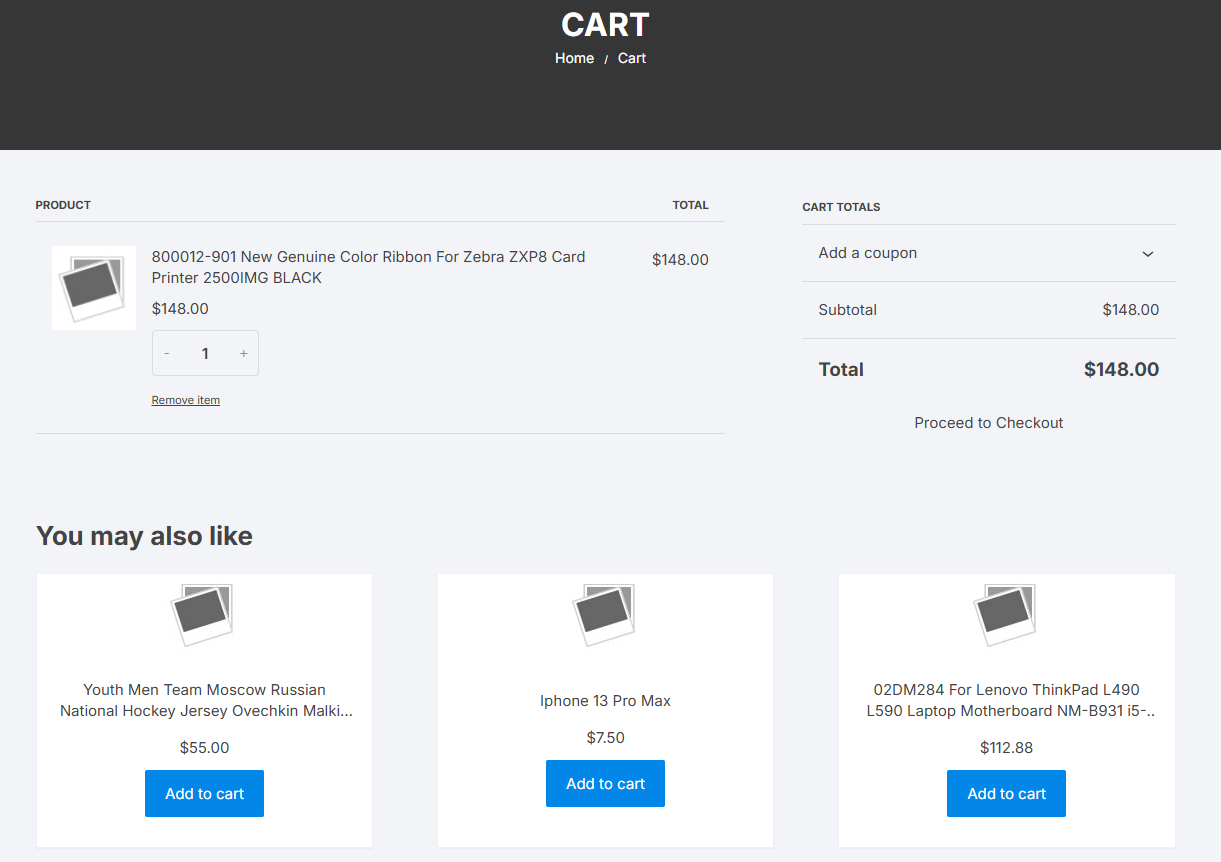 CART
Home / Cart
PRODUCT
TOTAL
800012-901 New Genuine Color Ribbon For Zebra ZXP8 Card
Printer 2500IMG BLACK
$148.00
$148.00
- 1 +
Remove item
CART TOTALS
Add a coupon
Subtotal $148.00
Total $148.00
Proceed to Checkout
You may also like
Youth Men Team Moscow Russian
National Hockey Jersey Ovechkin Malki...
$55.00
Add to cart
Iphone 13 Pro Max
$7.50
Add to cart
02DM284 For Lenovo ThinkPad L490
L590 Laptop Motherboard NM-B931 i5-..
$112.88
Add to cart